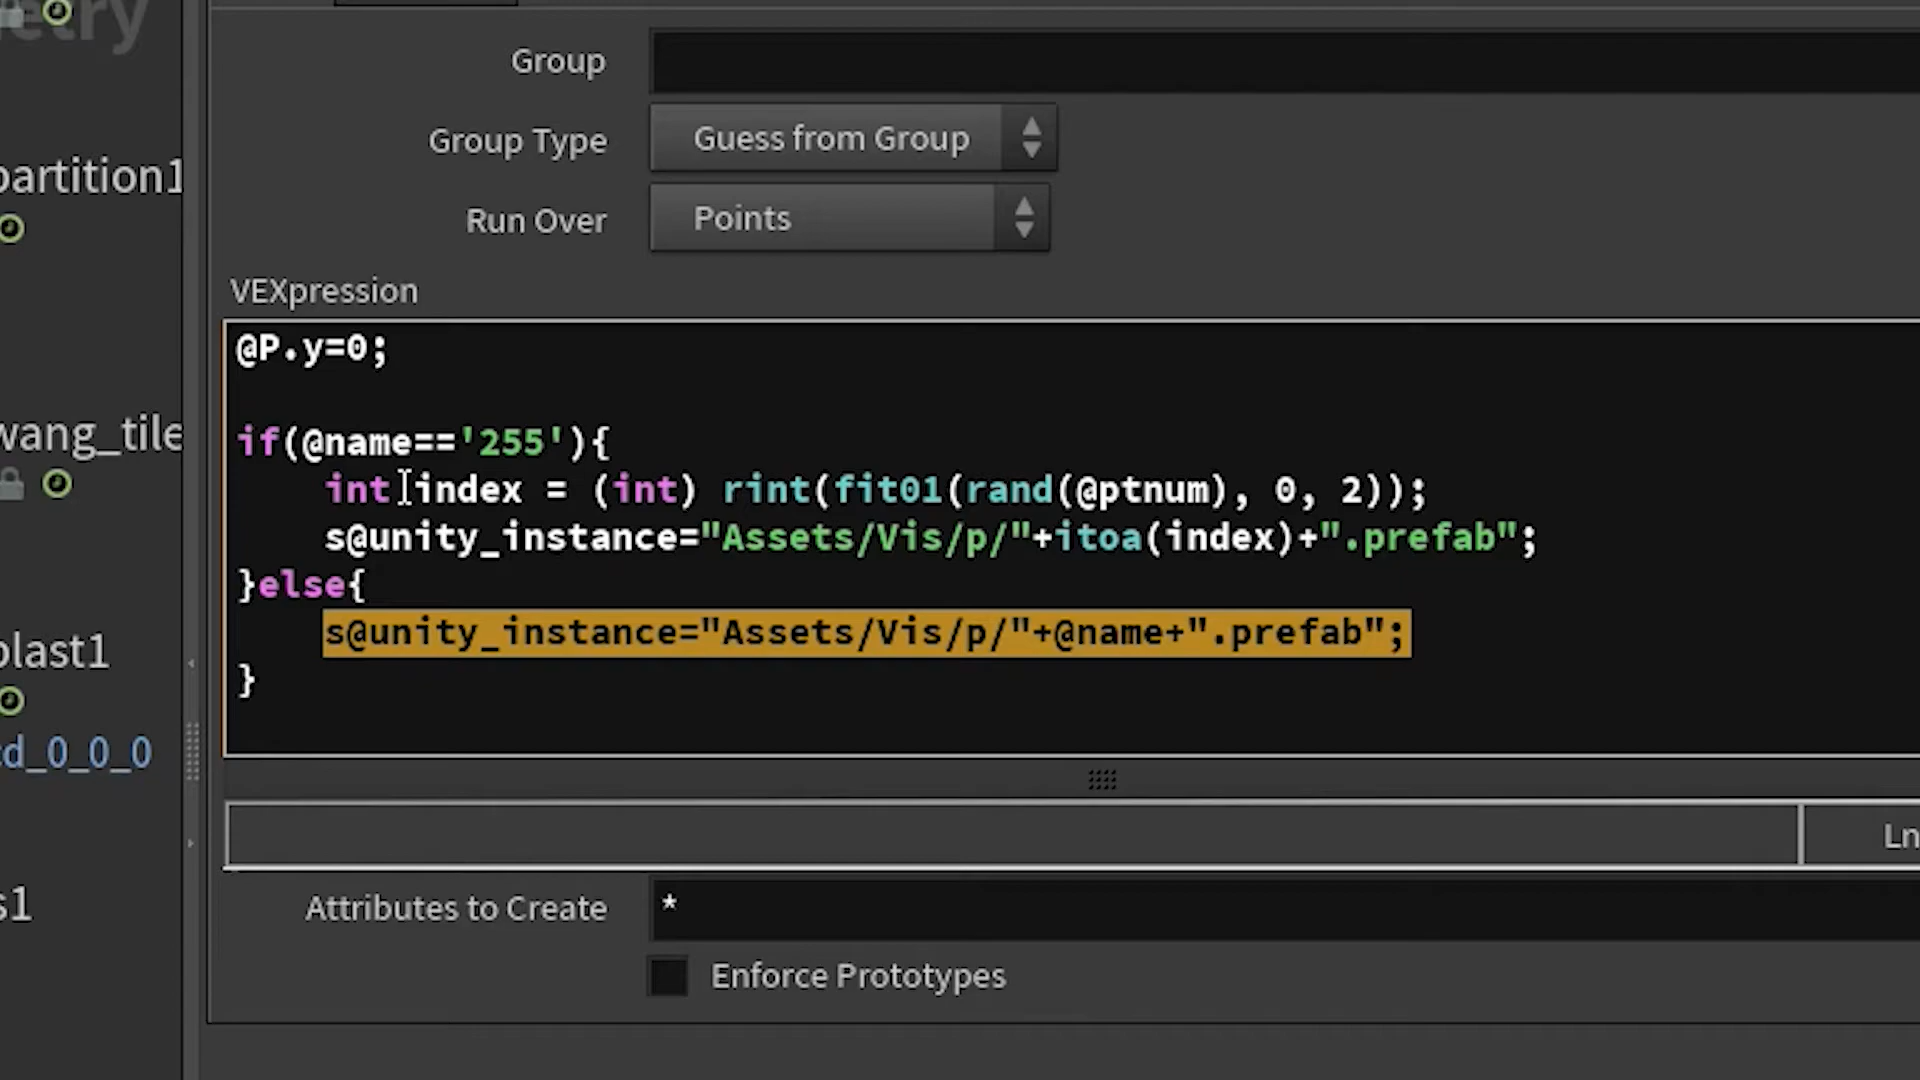 etry
Group
Group Type
Guess from Group
partition1
Run Over
Points
VEXpression
@P.y=0;
if(@name=='255'){
wang_tile
int index = (int) rint(fit01(rand(@ptnum), 0, 2));
s@unity_instance="Assets/Vis/p/"+itoa(index)+".prefab";
}else{
s@unity_instance="Assets/Vis/p/"+@name+".prefab";
blast1
}
cd_0_0_0
Ln
s1
Attributes to Create
*
Enforce Prototypes